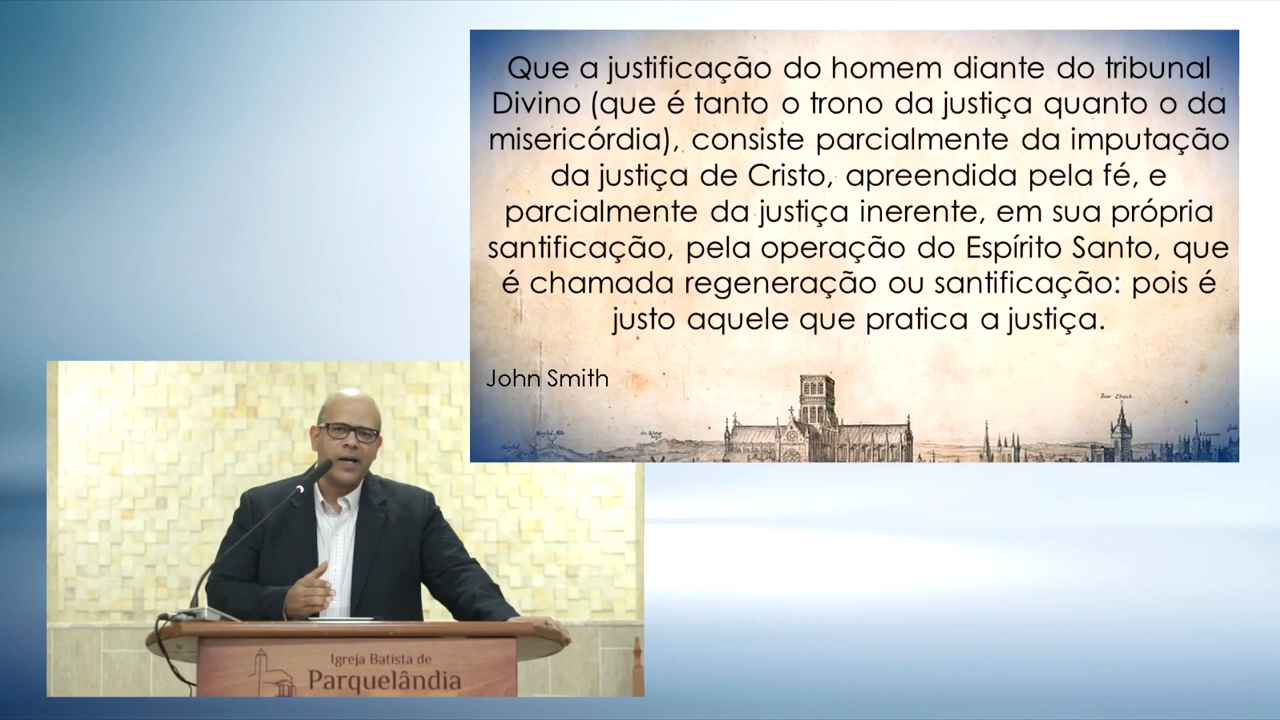 Que a justificação do homem diante do tribunal
Divino (que é tanto o trono da justiça quanto o da
misericórdia), consiste parcialmente da imputação
da justiça de Cristo, apreendida pela fé, e
parcialmente da justiça inerente, em sua própria
santificação, pela operação do Espírito Santo, que
é chamada regeneração ou santificação: pois é
justo aquele que pratica a justiça.
John Smith
Igreja Batista de
Parquelândia